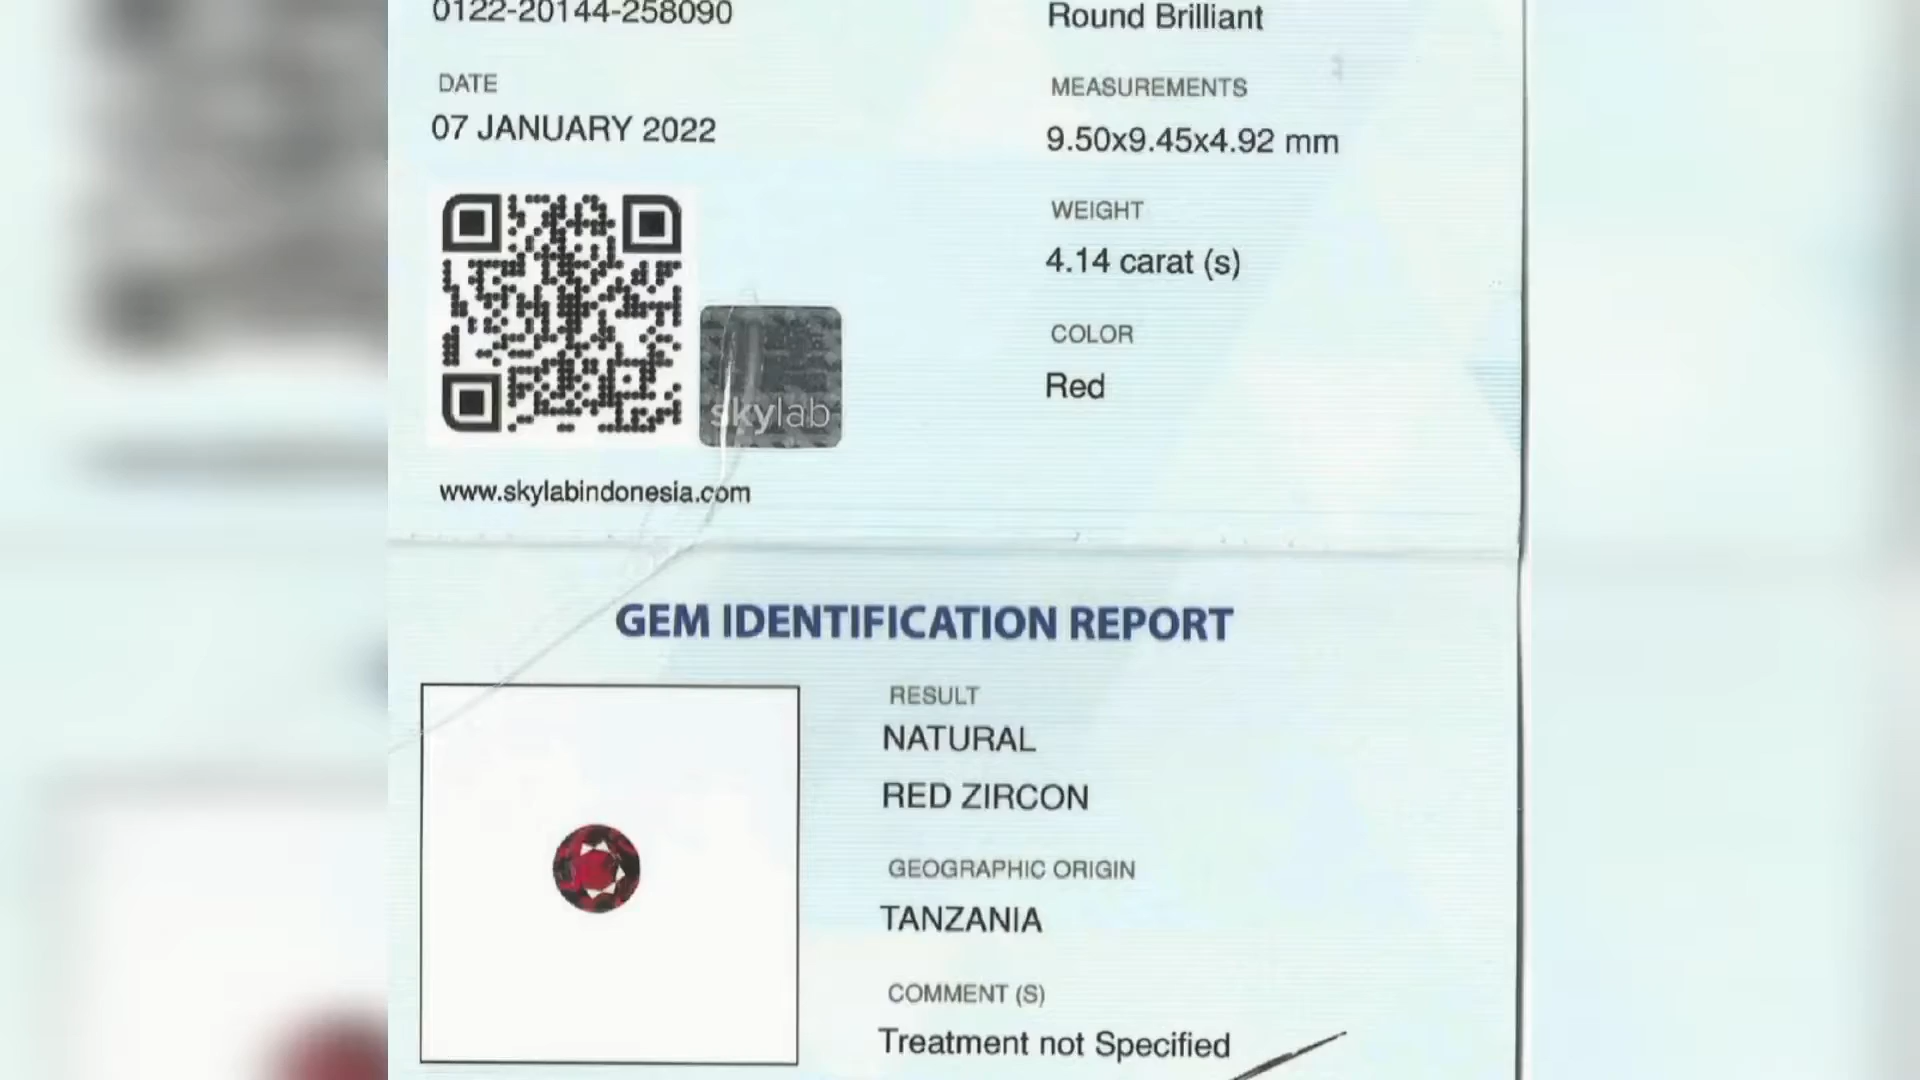 0122-20144-258090
Round Brilliant
DATE
MEASUREMENTS
07 JANUARY 2022
9.50x9.45x4.92 mm
WEIGHT
4.14 carat (s)
COLOR
Red
skylab
www.skylabindonesia.com
GEM IDENTIFICATION REPORT
RESULT
NATURAL
RED ZIRCON
GEOGRAPHIC ORIGIN
TANZANIA
COMMENT (S)
Treatment not Specified